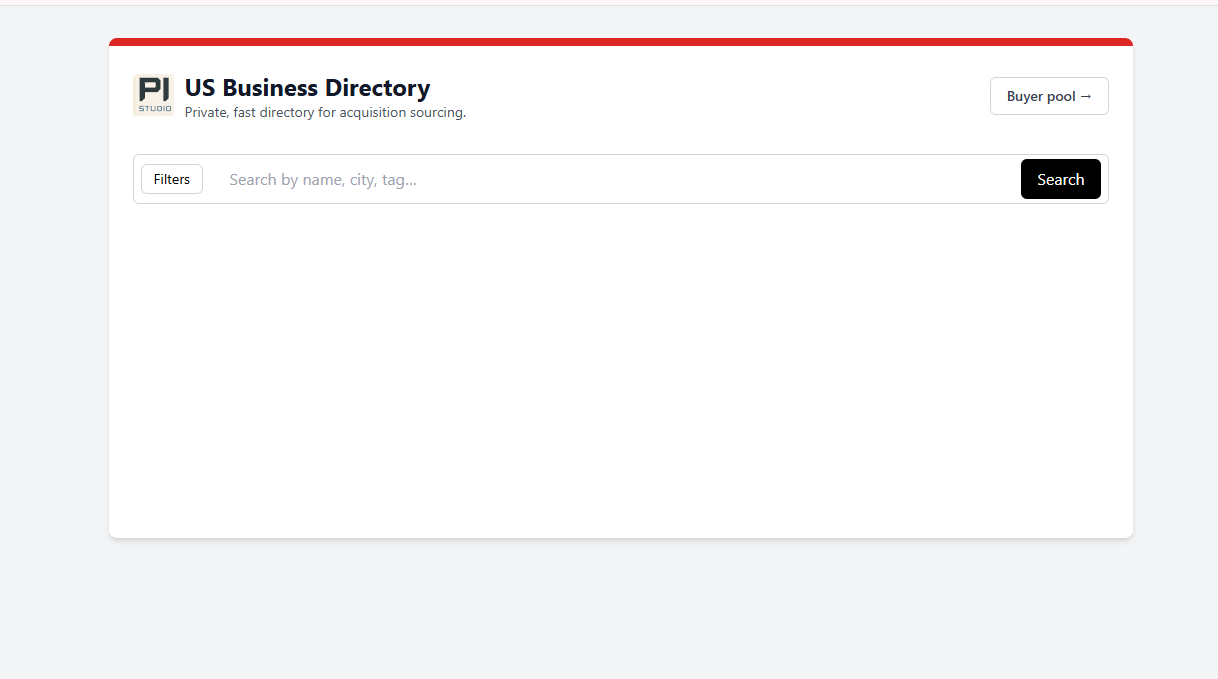 PI
STUDIO
US Business Directory
Private, fast directory for acquisition sourcing.
Buyer pool →
Filters
Search by name, city, tag...
Search